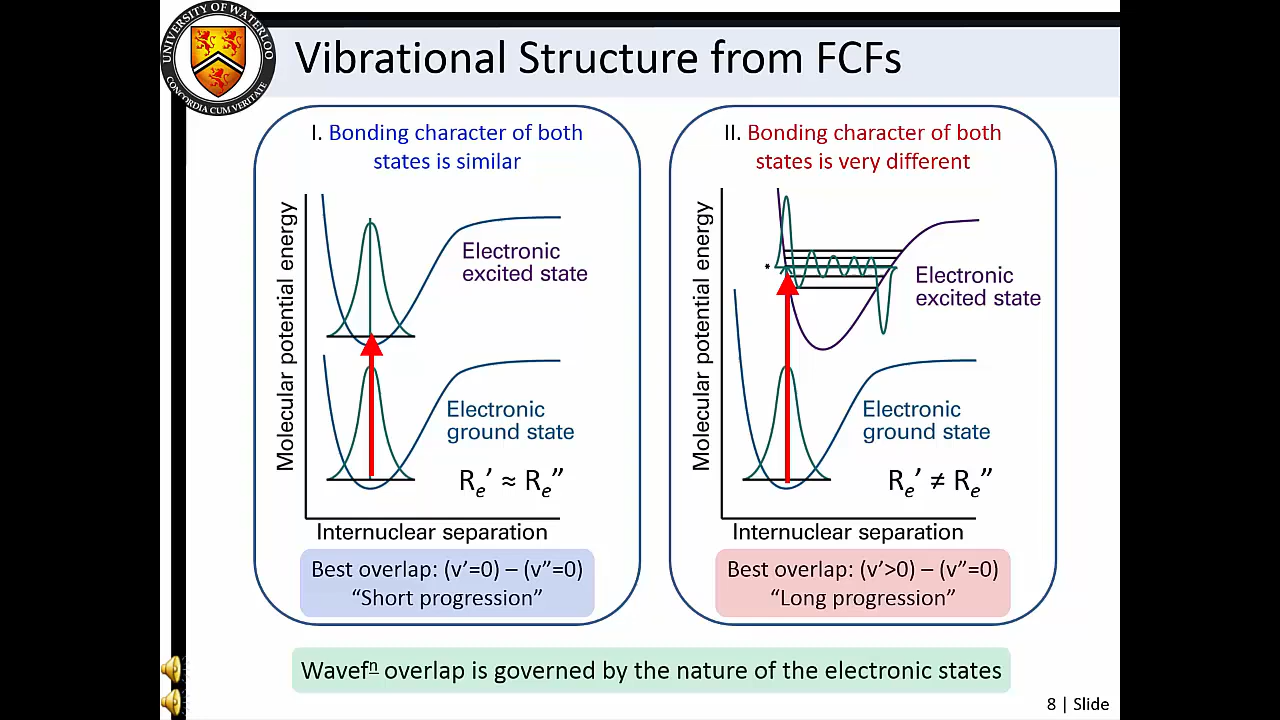 UNIVERSITY OF WATERLOO
CONCORDIA CUM VERITATE
Vibrational Structure from FCFs
I. Bonding character of both
states is similar
Molecular potential energy
Electronic
excited state
Electronic
ground state
Rₑ’ ≈ Rₑ”
Internuclear separation
Best overlap: (v’=0) – (v”=0)
“Short progression”
II. Bonding character of both
states is very different
Molecular potential energy
*
Electronic
excited state
Electronic
ground state
Rₑ’ ≠ Rₑ”
Internuclear separation
Best overlap: (v’>0) – (v”=0)
“Long progression”
Wavefⁿ overlap is governed by the nature of the electronic states
8 | Slide